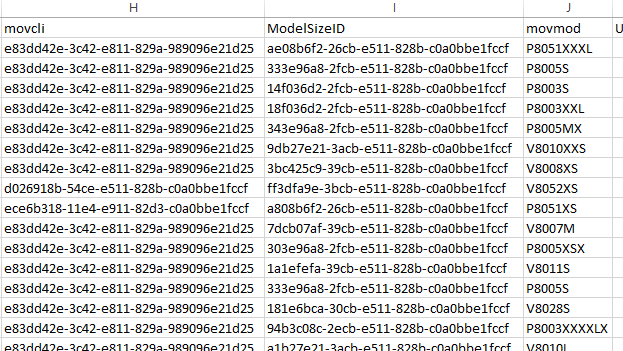 H I J
movcli ModelSizeID movmod U
e83dd42e-3c42-e811-829a-989096e21d25 ae08b6f2-26cb-e511-828b-c0a0bbe1fccf P8051XXXL
e83dd42e-3c42-e811-829a-989096e21d25 333e96a8-2fcb-e511-828b-c0a0bbe1fccf P8005S
e83dd42e-3c42-e811-829a-989096e21d25 14f036d2-2fcb-e511-828b-c0a0bbe1fccf P8003S
e83dd42e-3c42-e811-829a-989096e21d25 18f036d2-2fcb-e511-828b-c0a0bbe1fccf P8003XXL
e83dd42e-3c42-e811-829a-989096e21d25 343e96a8-2fcb-e511-828b-c0a0bbe1fccf P8005MX
e83dd42e-3c42-e811-829a-989096e21d25 9db27e21-3acb-e511-828b-c0a0bbe1fccf V8010XXS
e83dd42e-3c42-e811-829a-989096e21d25 3bc425c9-39cb-e511-828b-c0a0bbe1fccf V8008XS
d026918b-54ce-e511-828b-c0a0bbe1fccf ff3dfa9e-3bcb-e511-828b-c0a0bbe1fccf V8052XS
ece6b318-11e4-e911-82d3-c0a0bbe1fccf a808b6f2-26cb-e511-828b-c0a0bbe1fccf P8051XS
e83dd42e-3c42-e811-829a-989096e21d25 7dcb07af-39cb-e511-828b-c0a0bbe1fccf V8007M
e83dd42e-3c42-e811-829a-989096e21d25 303e96a8-2fcb-e511-828b-c0a0bbe1fccf P8005XSX
e83dd42e-3c42-e811-829a-989096e21d25 1a1efefa-39cb-e511-828b-c0a0bbe1fccf V8011S
e83dd42e-3c42-e811-829a-989096e21d25 333e96a8-2fcb-e511-828b-c0a0bbe1fccf P8005S
e83dd42e-3c42-e811-829a-989096e21d25 181e6bca-30cb-e511-828b-c0a0bbe1fccf V8028S
e83dd42e-3c42-e811-829a-989096e21d25 94b3c08c-2ecb-e511-828b-c0a0bbe1fccf P8003XXXXLX
e83dd42e-3c42-e811-829a-989096e21d25 a1b27e21-3acb-e511-828b-c0a0bbe1fccf V8010L